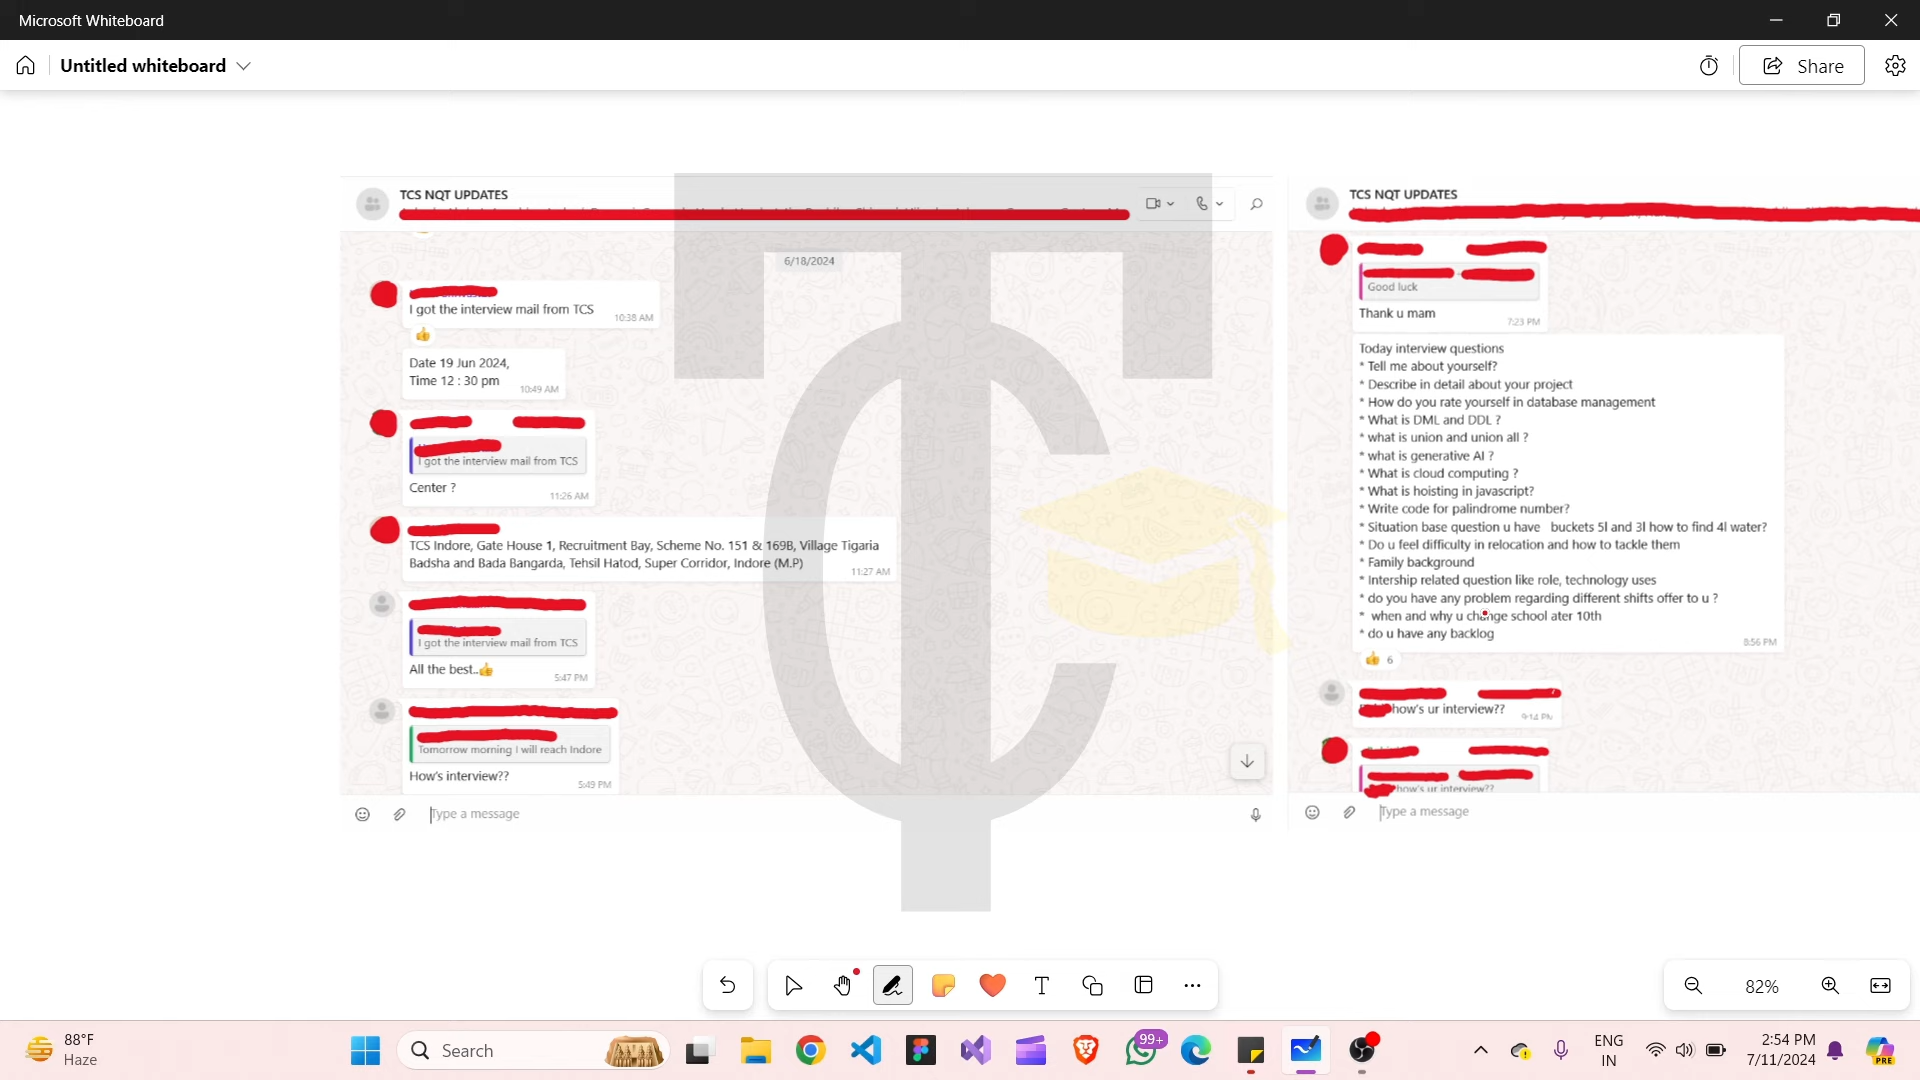 Microsoft Whiteboard
Untitled whiteboard
Share
TCS NQT UPDATES
6/18/2024
I got the interview mail from TCS
10:38 AM
Date 19 Jun 2024,
Time 12 : 30 pm
10:49 AM
I got the interview mail from TCS
Center ?
11:26 AM
TCS Indore, Gate House 1, Recruitment Bay, Scheme No. 151 & 169B, Village Tigaria
Badsha and Bada Bangarda, Tehsil Hatod, Super Corridor, Indore (M.P)
11:27 AM
I got the interview mail from TCS
All the best..👍
5:47 PM
Tomorrow morning I will reach Indore
How's interview??
5:49 PM
Type a message
TCS NQT UPDATES
Good luck
Thank u mam
7:23 PM
Today interview questions
* Tell me about yourself?
* Describe in detail about your project
* How do you rate yourself in database management
* What is DML and DDL ?
* what is union and union all ?
* what is generative AI ?
* What is cloud computing ?
* What is hoisting in javascript?
* Write code for palindrome number?
* Situation base question u have buckets 5l and 3l how to find 4l water?
* Do u feel difficulty in relocation and how to tackle them
* Family background
* Intership related question like role, technology uses
* do you have any problem regarding different shifts offer to u ?
* when and why u change school ater 10th
* do u have any backlog
8:56 PM
6
how's ur interview??
9:14 PM
how's ur interview??
Type a message
82%
88°F
Haze
Search
99+
ENG
IN
2:54 PM
7/11/2024
PRE